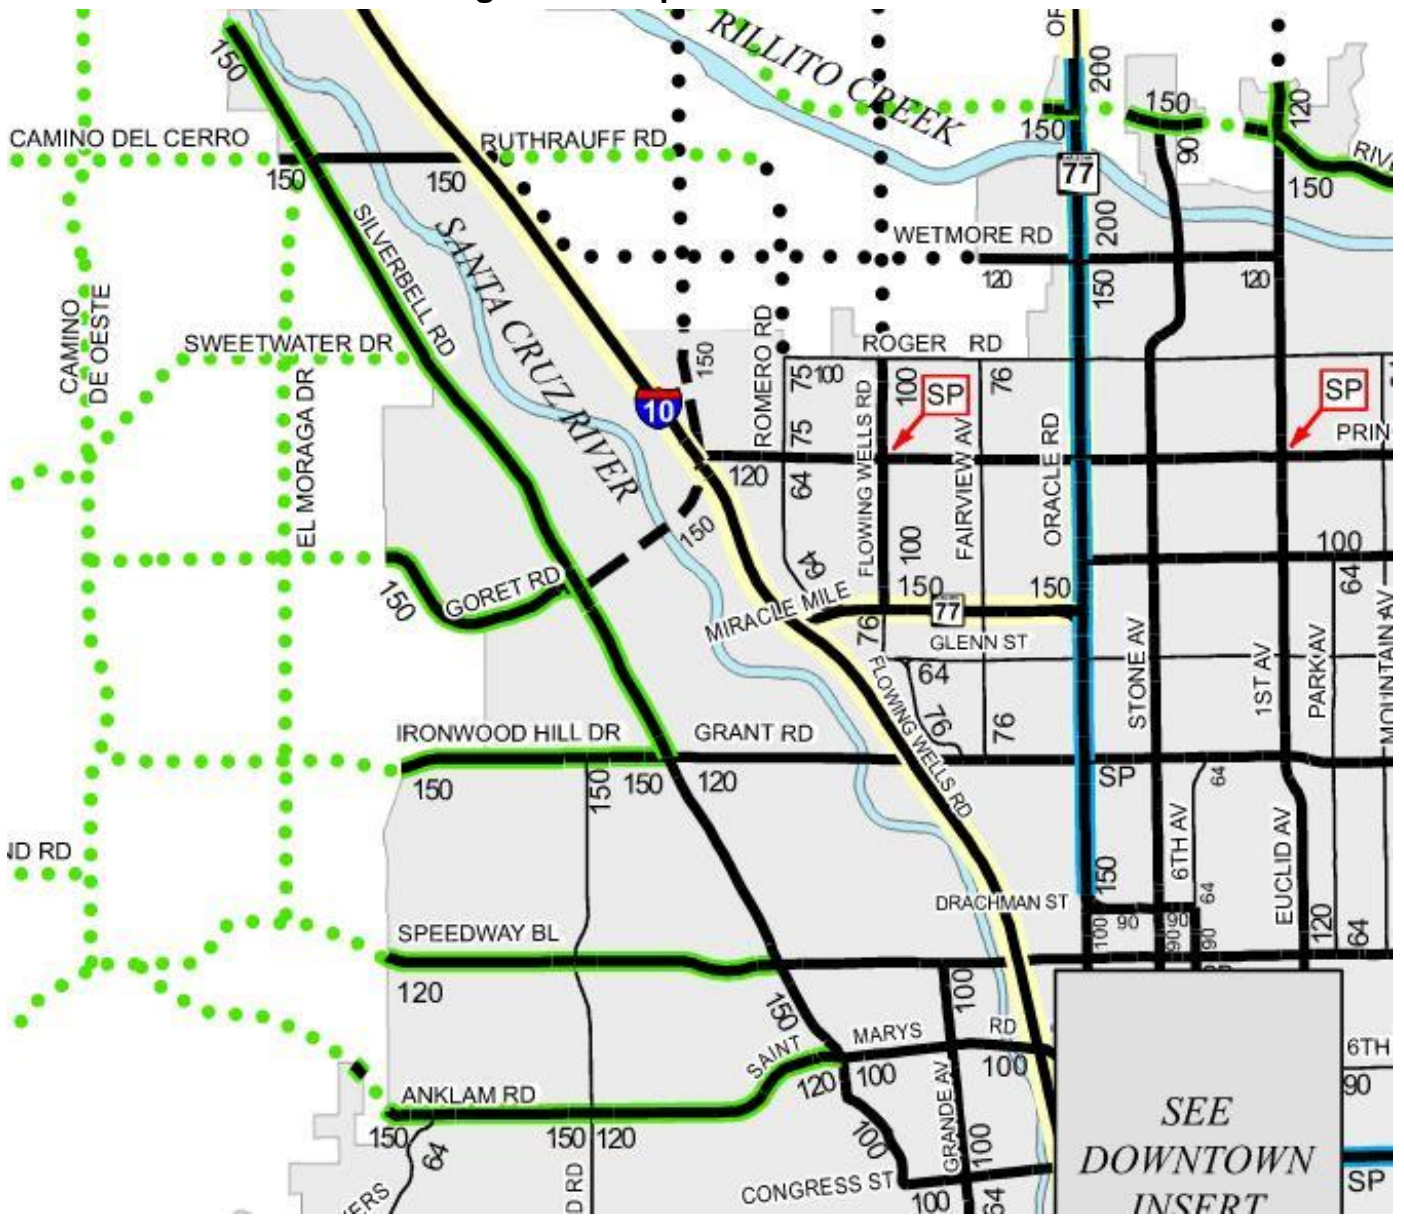 RILLITO CREEK
OR
200
150
150
90
120
CAMINO DEL CERRO
RUTHRAUFF RD
150
77
150
RIV
150
150
200
WETMORE RD
120
150
120
SILVERBELL RD
SANTA CRUZ RIVER
CAMINO
DE OESTE
SWEETWATER DR
EL MORAGA DR
150
ROMERO RD
ROGER RD
75
100
100
76
SP
SP
10
75
FLOWING WELLS RD
FAIRVIEW AV
ORACLE RD
PRIN
120
64
150
100
100
64
64
150
GORET RD
150
150
77
MIRACLE MILE
76
GLENN ST
64
STONE AV
1ST AV
PARK AV
MOUNTAIN AV
FLOWING WELLS RD
76
76
IRONWOOD HILL DR
GRANT RD
150
150
150
120
SP
64
6TH AV
EUCLID AV
ND RD
150
64
DRACHMAN ST
100
90
90
90
90
120
64
SPEEDWAY BL
120
100
150
SAINT
MARYS
RD
120
100
100
6TH
90
ANKLAM RD
150
64
150
120
GRANDE AV
100
100
CONGRESS ST
100
64
D RD
ERS
SEE
DOWNTOWN
INSERT
SP